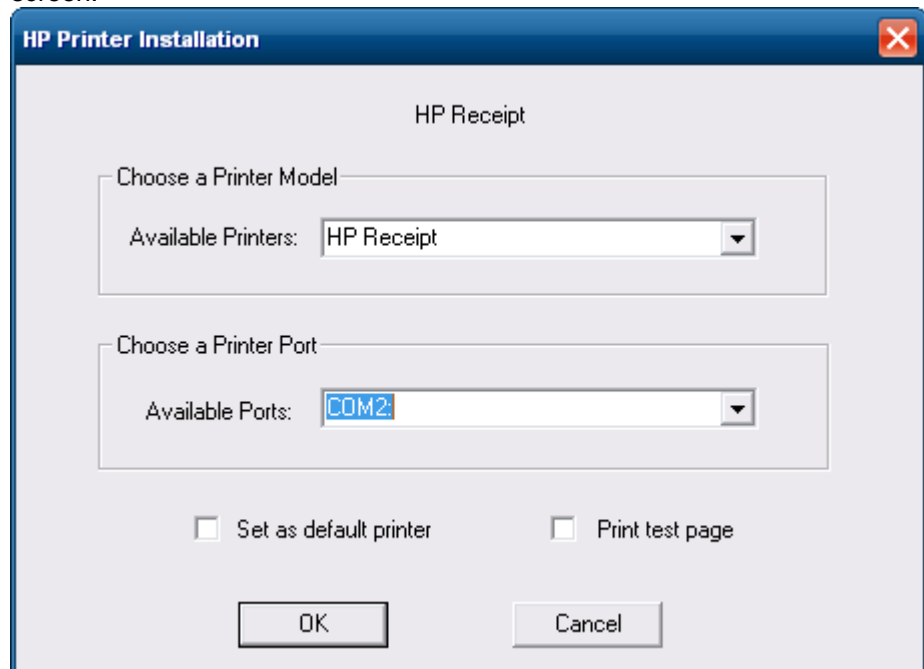 screen.
HP Printer Installation
HP Receipt
Choose a Printer Model
Available Printers: HP Receipt
Choose a Printer Port
Available Ports: COM2:
Set as default printer Print test page
OK Cancel